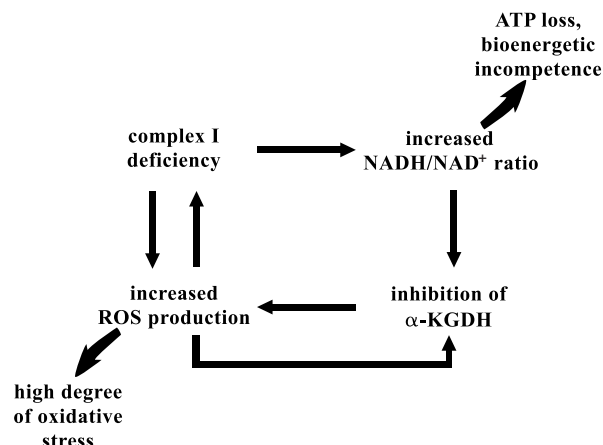 ATP loss,
bioenergetic
incompetence
complex I
deficiency
increased
NADH/NAD⁺ ratio
increased
ROS production
inhibition of
α-KGDH
high degree
of oxidative
stress